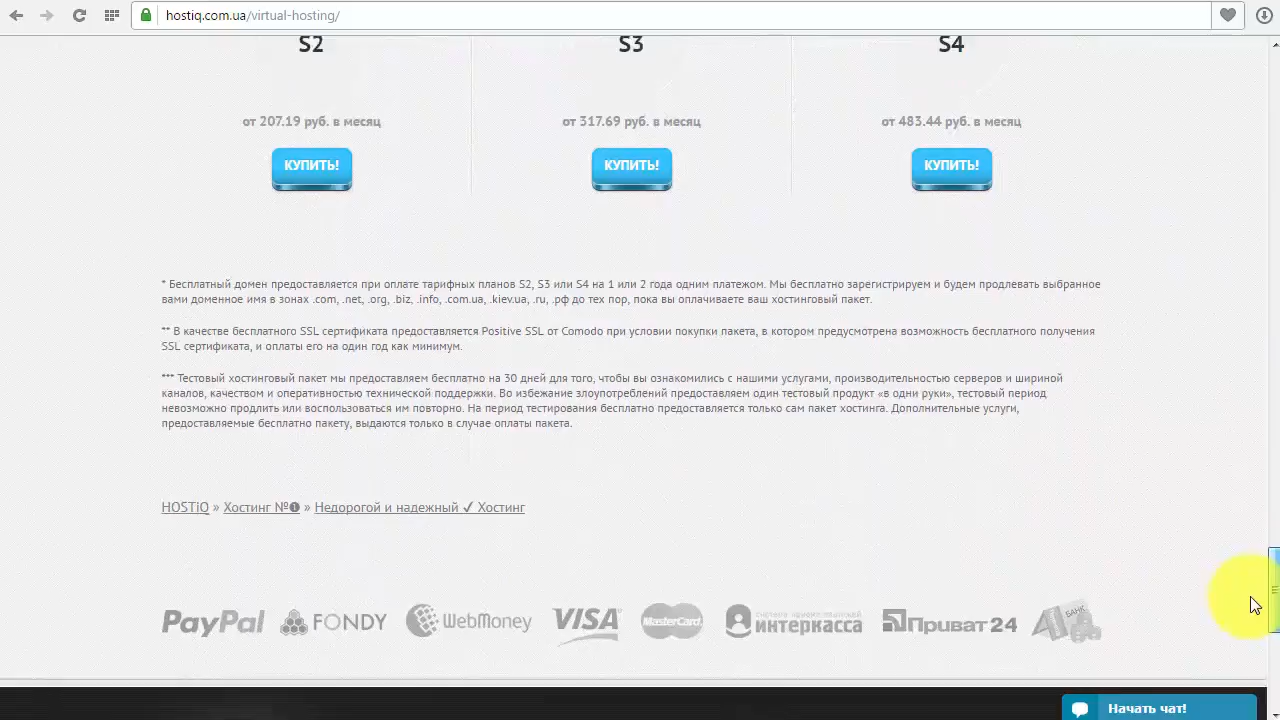 hostiq.com.ua/virtual-hosting/
S2 S3 S4
от 207.19 руб. в месяц от 317.69 руб. в месяц от 483.44 руб. в месяц
КУПИТЬ! КУПИТЬ! КУПИТЬ!
* Бесплатный домен предоставляется при оплате тарифных планов S2, S3 или S4 на 1 или 2 года одним платежом. Мы бесплатно зарегистрируем и будем продлевать выбранное
вами доменное имя в зонах .com, .net, .org, .biz, .info, .com.ua, .kiev.ua, .ru, .рф до тех пор, пока вы оплачиваете ваш хостинговый пакет.
** В качестве бесплатного SSL сертификата предоставляется Positive SSL от Comodo при условии покупки пакета, в котором предусмотрена возможность бесплатного получения
SSL сертификата, и оплаты его на один год как минимум.
*** Тестовый хостинговый пакет мы предоставляем бесплатно на 30 дней для того, чтобы вы ознакомились с нашими услугами, производительностью серверов и шириной
каналов, качеством и оперативностью технической поддержки. Во избежание злоупотреблений предоставляем один тестовый продукт «в одни руки», тестовый период
невозможно продлить или воспользоваться им повторно. На период тестирования бесплатно предоставляется только сам пакет хостинга. Дополнительные услуги,
предоставляемые бесплатно пакету, выдаются только в случае оплаты пакета.
HOSTiQ » Хостинг №❶ » Недорогой и надежный ✓ Хостинг
PayPal FONDY WebMoney VISA MasterCard интеркасса Приват24 БАНК
Начать чат!